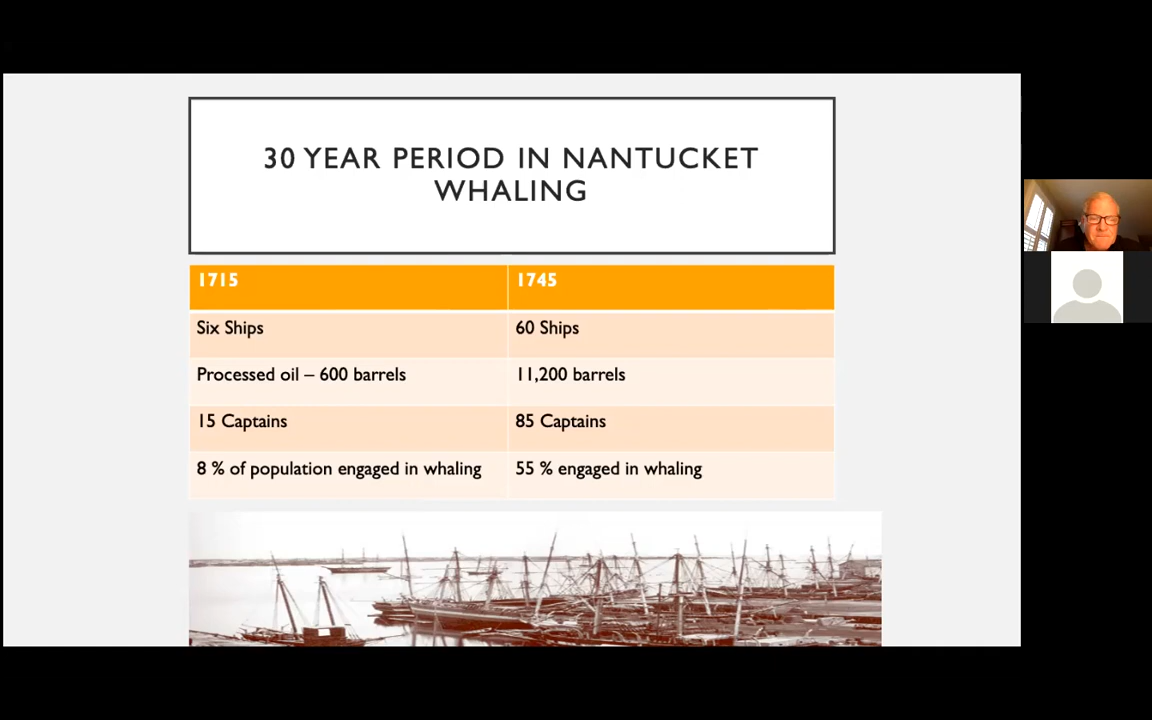 30 YEAR PERIOD IN NANTUCKET
WHALING
1715
1745
Six Ships
60 Ships
Processed oil – 600 barrels
11,200 barrels
15 Captains
85 Captains
8 % of population engaged in whaling
55 % engaged in whaling